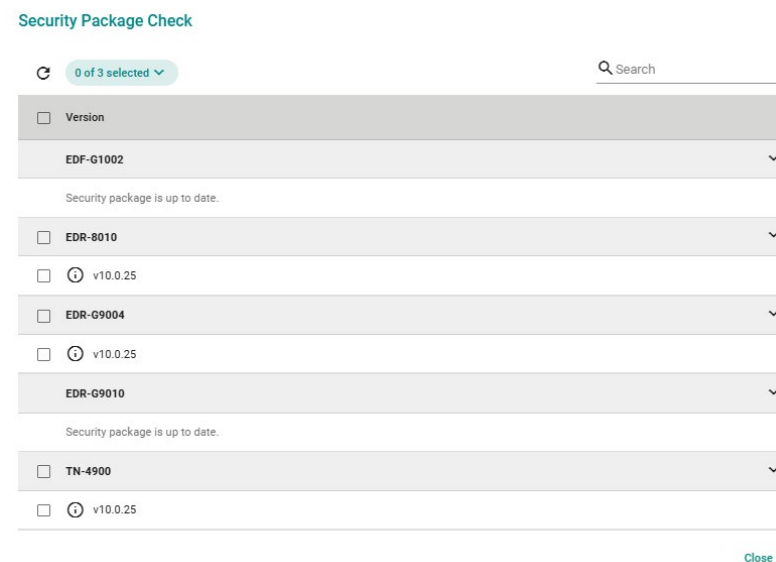 Security Package Check
0 of 3 selected
Search
Version
EDF-G1002
Security package is up to date.
EDR-8010
v10.0.25
EDR-G9004
v10.0.25
EDR-G9010
Security package is up to date.
TN-4900
v10.0.25
Close